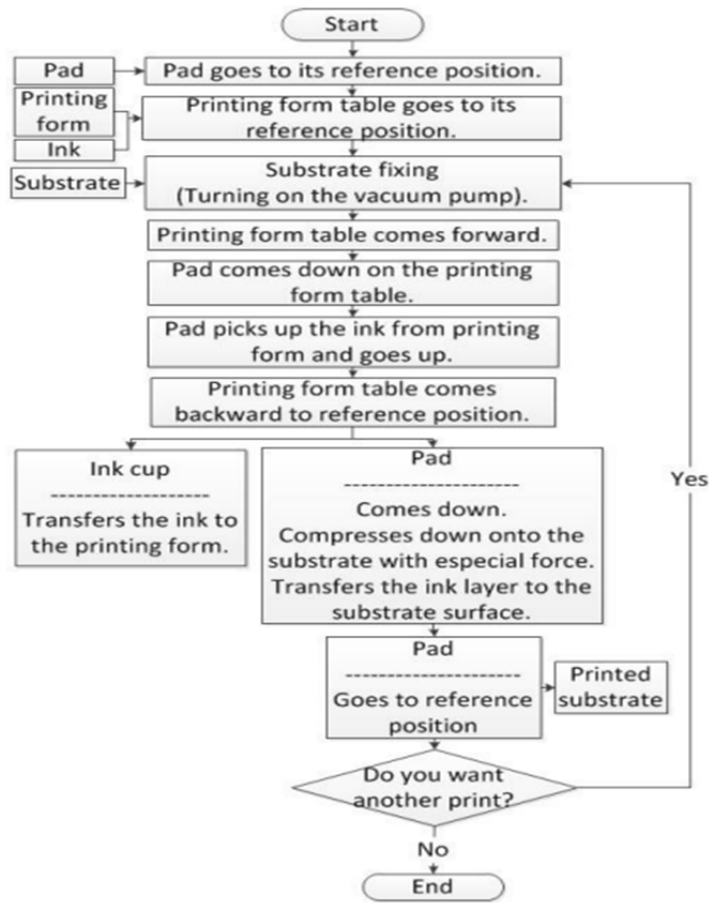 Start
Pad
Pad goes to its reference position.
Printing
form
Ink
Printing form table goes to its
reference position.
Substrate
Substrate fixing
(Turning on the vacuum pump).
Printing form table comes forward.
Pad comes down on the printing
form table.
Pad picks up the ink from printing
form and goes up.
Printing form table comes
backward to reference position.
Ink cup
--------------------
Transfers the ink to
the printing form.
Pad
----------------------
Comes down.
Compresses down onto the
substrate with especial force.
Transfers the ink layer to the
substrate surface.
Yes
Pad
----------------------
Goes to reference
position
Printed
substrate
Do you want
another print?
No
End